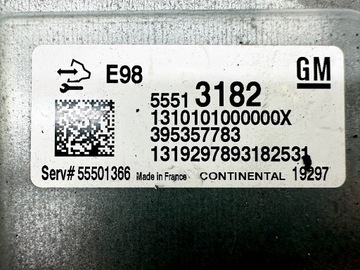 E98
GM
5551 3182
1310101000000X
395357783
1319297893182531
Serv# 55501366 Made in France CONTINENTAL 19297